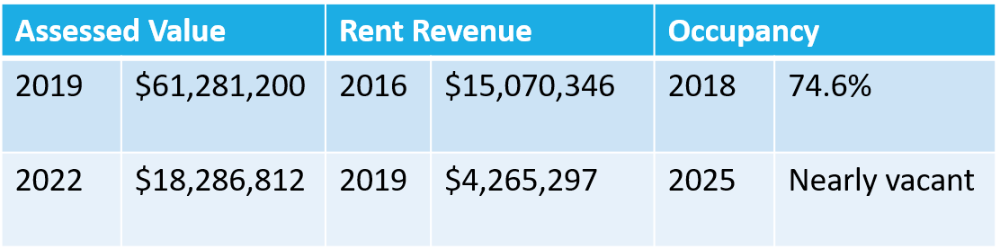 Assessed Value Rent Revenue Occupancy
2019 $61,281,200 2016 $15,070,346 2018 74.6%
2022 $18,286,812 2019 $4,265,297 2025 Nearly vacant